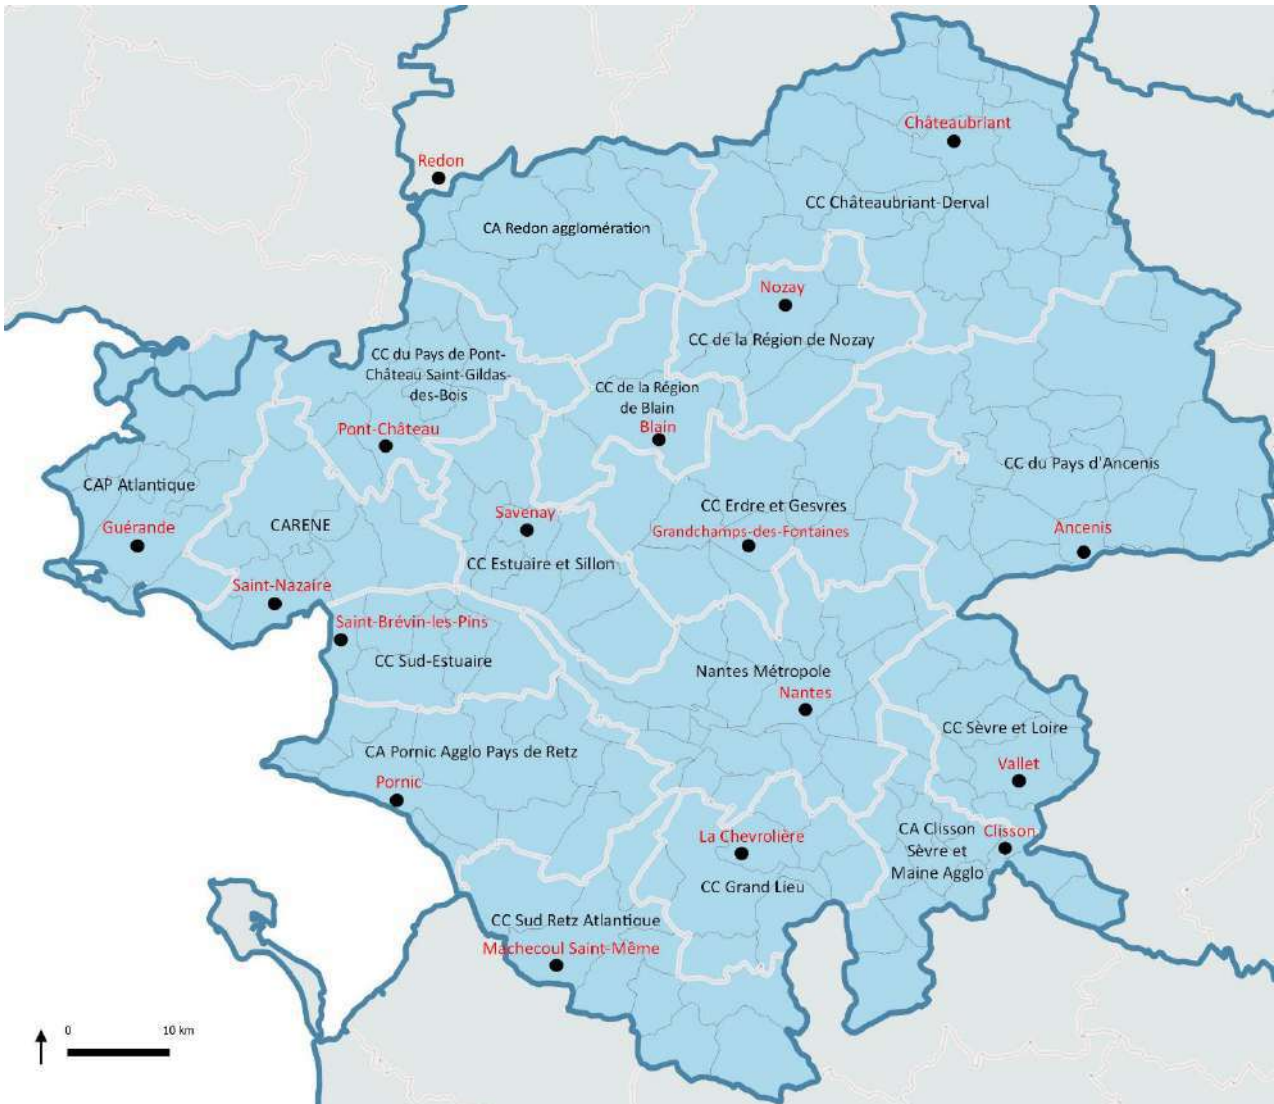 Châteaubriant
Redon
CC Châteaubriant-Derval
CA Redon agglomération
Nozay
CC de la Région de Nozay
CC du Pays de Pont-
Château Saint-Gildas-
des-Bois
CC de la Région
de Blain
Blain
Pont-Château
CC du Pays d'Ancenis
CAP Atlantique
CC Erdre et Gesvres
Savenay
Guérande
CARENE
Grandchamps-des-Fontaines
Ancenis
CC Estuaire et Sillon
Saint-Nazaire
Saint-Brévin-les-Pins
CC Sud-Estuaire
Nantes Métropole
Nantes
CC Sèvre et Loire
CA Pornic Agglo Pays de Retz
Vallet
Pornic
La Chevrolière
CA Clisson
Sèvre et
Maine Agglo
Clisson
CC Grand Lieu
CC Sud Retz Atlantique
Machecoul Saint-Même
0
10 km